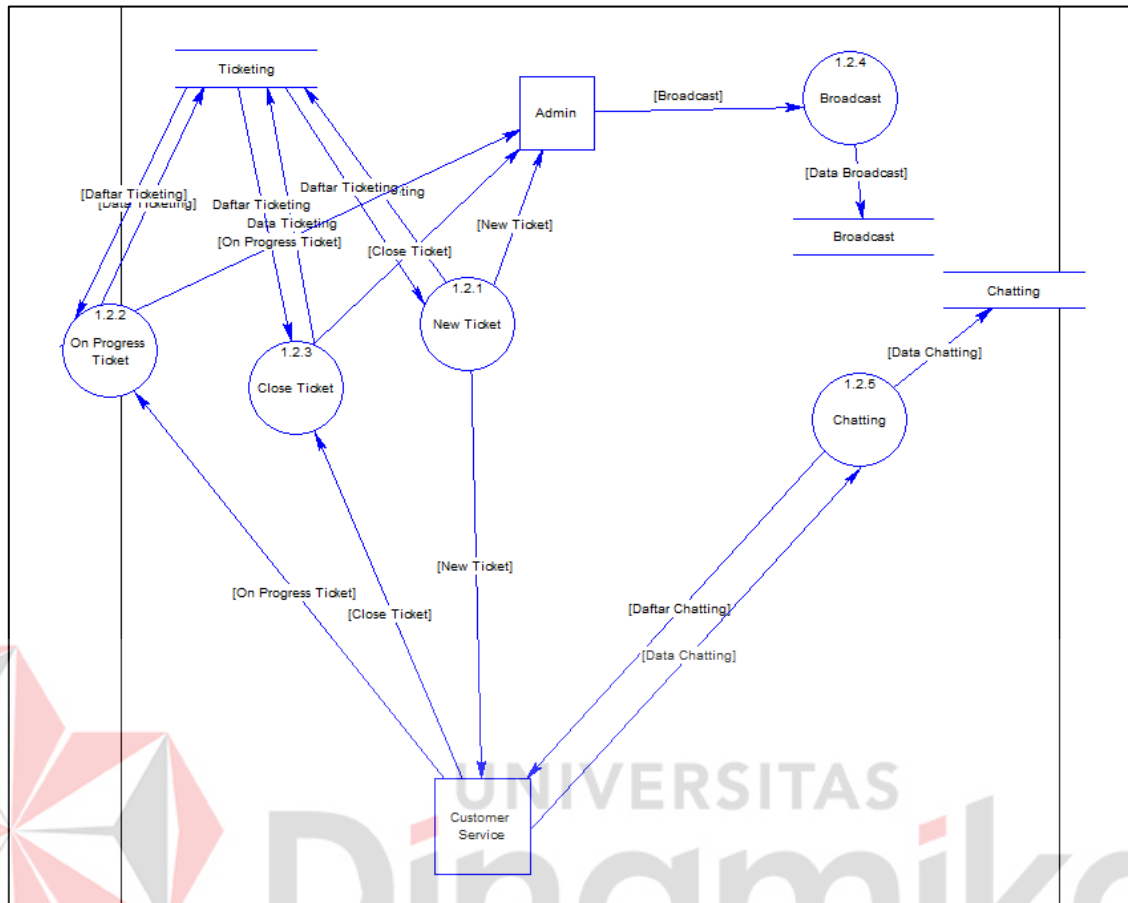 Ticketing
Admin
[Broadcast]
1.2.4
Broadcast
[Data Broadcast]
Broadcast
Chatting
[Daftar Ticketing]
[Data Ticketing]
Daftar Ticketing
Data Ticketing
[On Progress Ticket]
Daftar Ticketing
[Close Ticket]
[New Ticket]
1.2.2
On Progress
Ticket
1.2.3
Close Ticket
1.2.1
New Ticket
[Data Chatting]
1.2.5
Chatting
[On Progress Ticket]
[Close Ticket]
[New Ticket]
[Daftar Chatting]
[Data Chatting]
Customer
Service
UNIVERSITAS
Dinamika